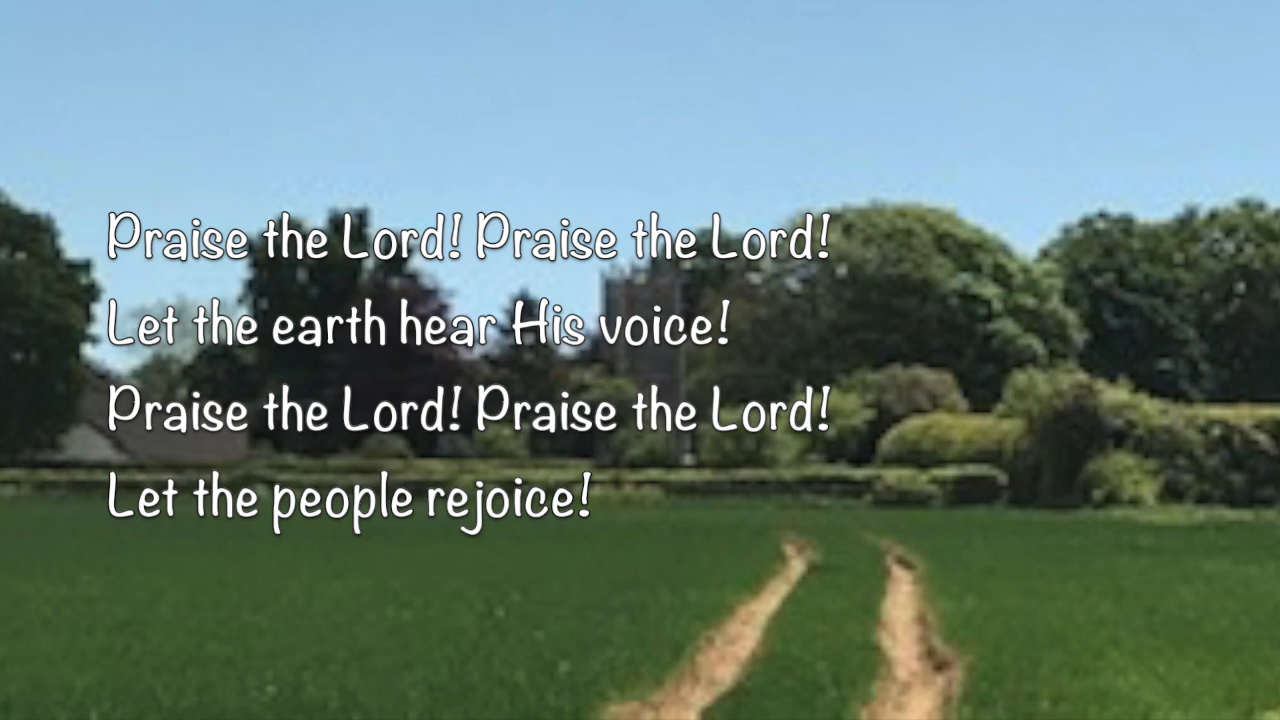 Praise the Lord! Praise the Lord!
Let the earth hear His voice!
Praise the Lord! Praise the Lord!
Let the people rejoice!